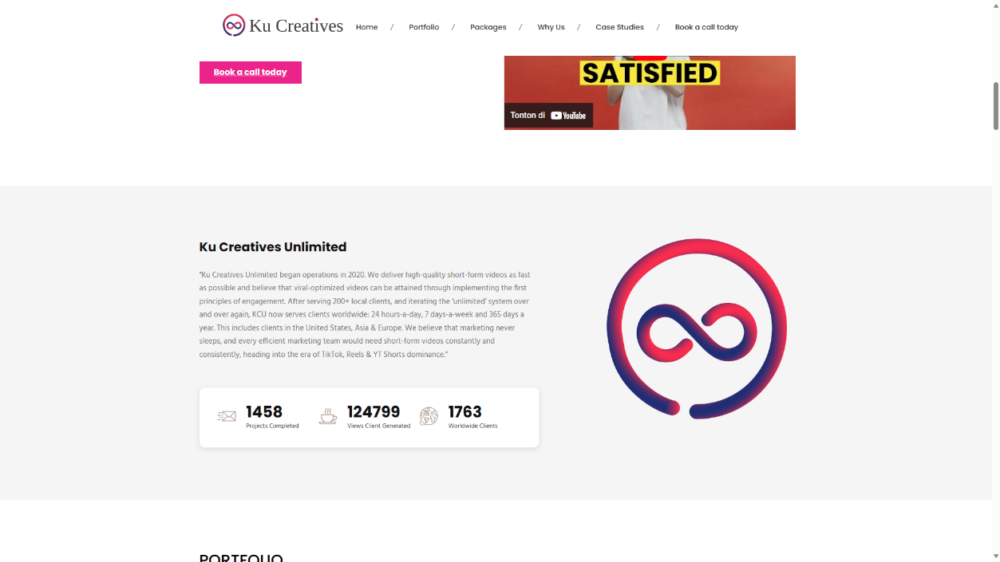 Ku Creatives
Home / Portfolio / Packages / Why Us / Case Studies / Book a call today
Book a call today
SATISFIED
Tonton di YouTube
Ku Creatives Unlimited
"Ku Creatives Unlimited began operations in 2020. We deliver high-quality short-form videos as fast
as possible and believe that viral-optimized videos can be attained through implementing the first
principles of engagement. After serving 200+ local clients, and iterating the ‘unlimited’ system over
and over again, KCU now serves clients worldwide: 24 hours-a-day, 7 days-a-week and 365 days a
year. This includes clients in the United States, Asia & Europe. We believe that marketing never
sleeps, and every efficient marketing team would need short-form videos constantly and
consistently, heading into the era of TikTok, Reels & YT Shorts dominance."
1458
Projects Completed
124799
Views Client Generated
1763
Worldwide Clients
PORTFOLIO